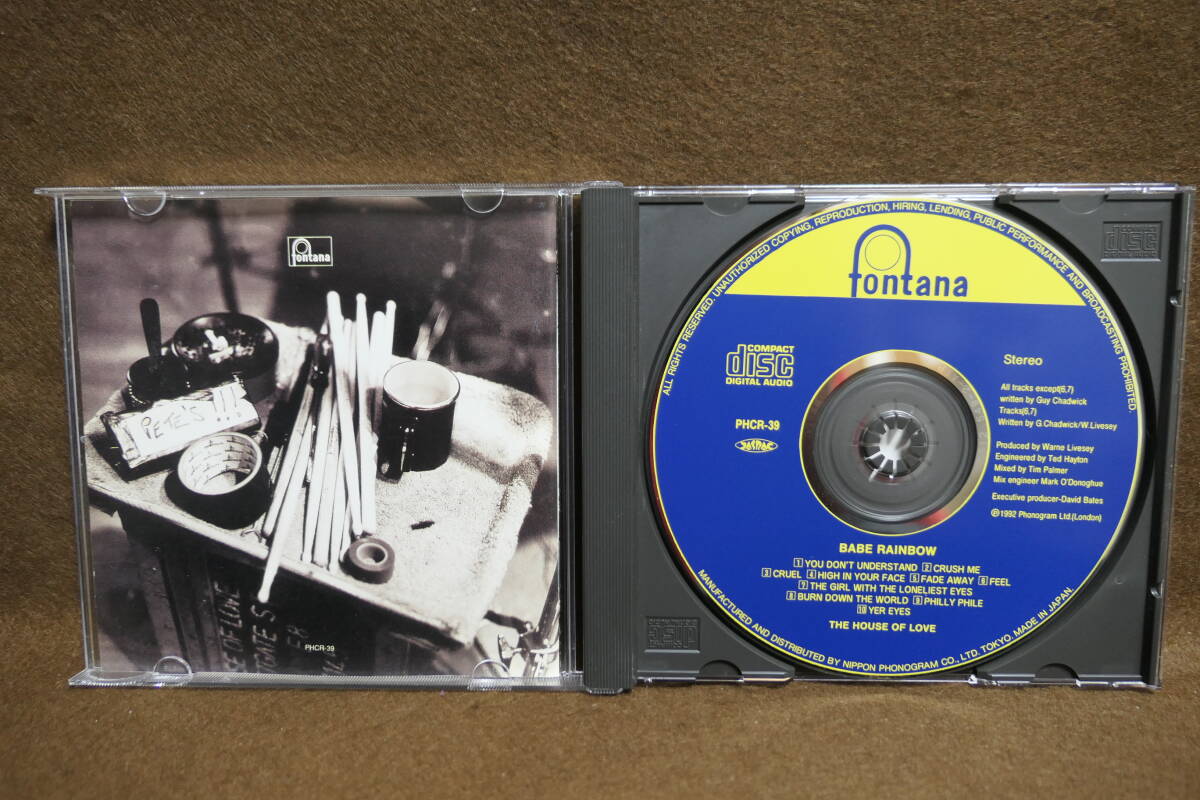 fontana
PETE'S!!!
SE OF LOVE
PHCR-39
ALL RIGHTS RESERVED. UNAUTHORIZED COPYING, REPRODUCTION, HIRING, LENDING, PUBLIC PERFORMANCE AND BROADCASTING PROHIBITED.
fontana
COMPACT
disc
DIGITAL AUDIO
PHCR-39
Stereo
All tracks except(6,7)
written by Guy Chadwick
Tracks(6,7)
Written by G.Chadwick/W.Livesey
Produced by Warne Livesey
Engineered by Ted Hayton
Mixed by Tim Palmer
Mix engineer Mark O'Donoghue
Executive producer-David Bates
Ⓟ1992 Phonogram Ltd.(London)
BABE RAINBOW
1 YOU DON'T UNDERSTAND 2 CRUSH ME
3 CRUEL 4 HIGH IN YOUR FACE 5 FADE AWAY 6 FEEL
7 THE GIRL WITH THE LONELIEST EYES
8 BURN DOWN THE WORLD 9 PHILLY PHILE
10 YER EYES
THE HOUSE OF LOVE
MANUFACTURED AND DISTRIBUTED BY NIPPON PHONOGRAM CO., LTD. TOKYO. MADE IN JAPAN.
disc